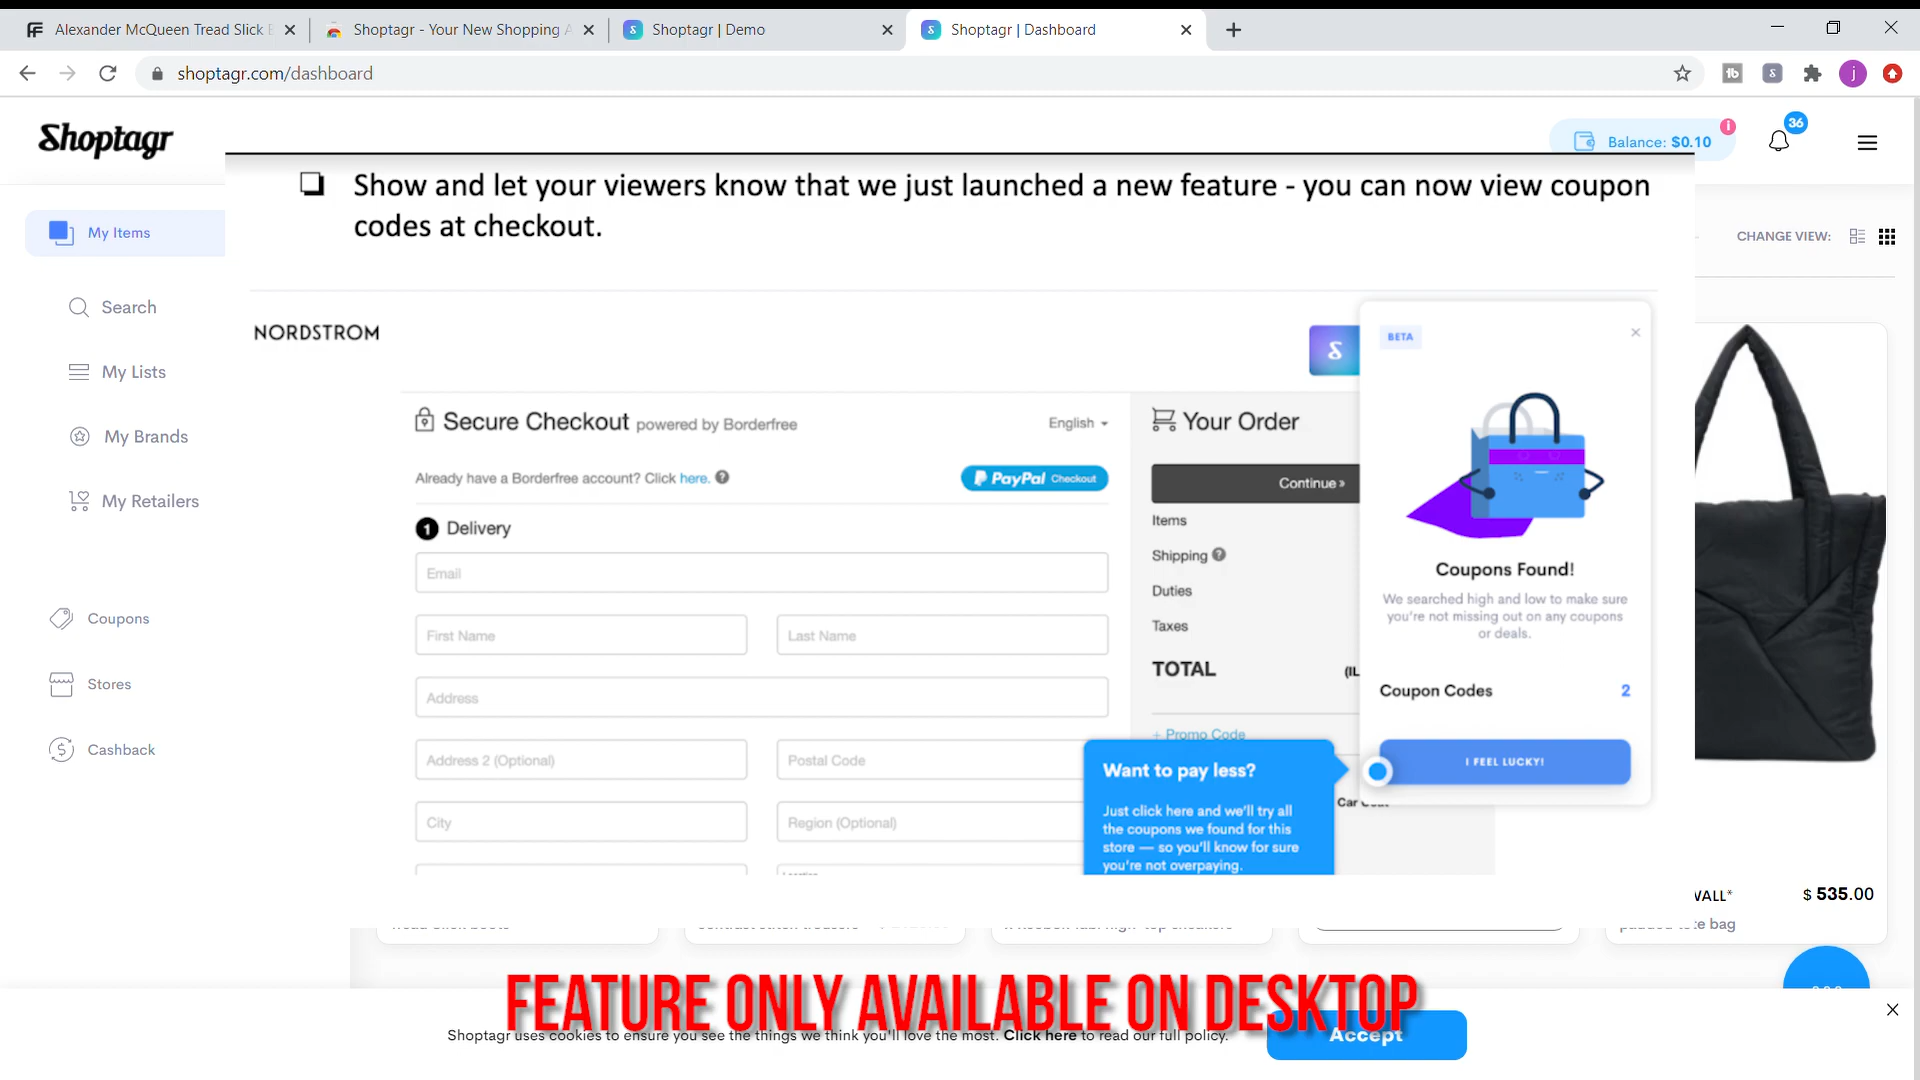 Alexander McQueen Tread Slick
Shoptagr - Your New Shopping A
Shoptagr | Demo
Shoptagr | Dashboard
shoptagr.com/dashboard
Shoptagr
Balance: $0.10
36
Show and let your viewers know that we just launched a new feature - you can now view coupon
codes at checkout.
My Items
CHANGE VIEW:
Search
My Lists
My Brands
My Retailers
Coupons
Stores
Cashback
NORDSTROM
Secure Checkout powered by Borderfree
English
Already have a Borderfree account? Click here.
PayPal Checkout
1 Delivery
Email
First Name
Last Name
Address
Address 2 (Optional)
Postal Code
City
Region (Optional)
Your Order
Continue »
Items
Shipping
Duties
Taxes
TOTAL
(IL
+ Promo Code
Want to pay less?
Just click here and we'll try all
the coupons we found for this
store — so you'll know for sure
you're not overpaying.
BETA
Coupons Found!
We searched high and low to make sure
you're not missing out on any coupons
or deals.
Coupon Codes 2
I FEEL LUCKY!
Car
WALL*
$ 535.00
padded tote bag
FEATURE ONLY AVAILABLE ON DESKTOP
Shoptagr uses cookies to ensure you see the things we think you'll love the most. Click here to read our full policy.
Accept